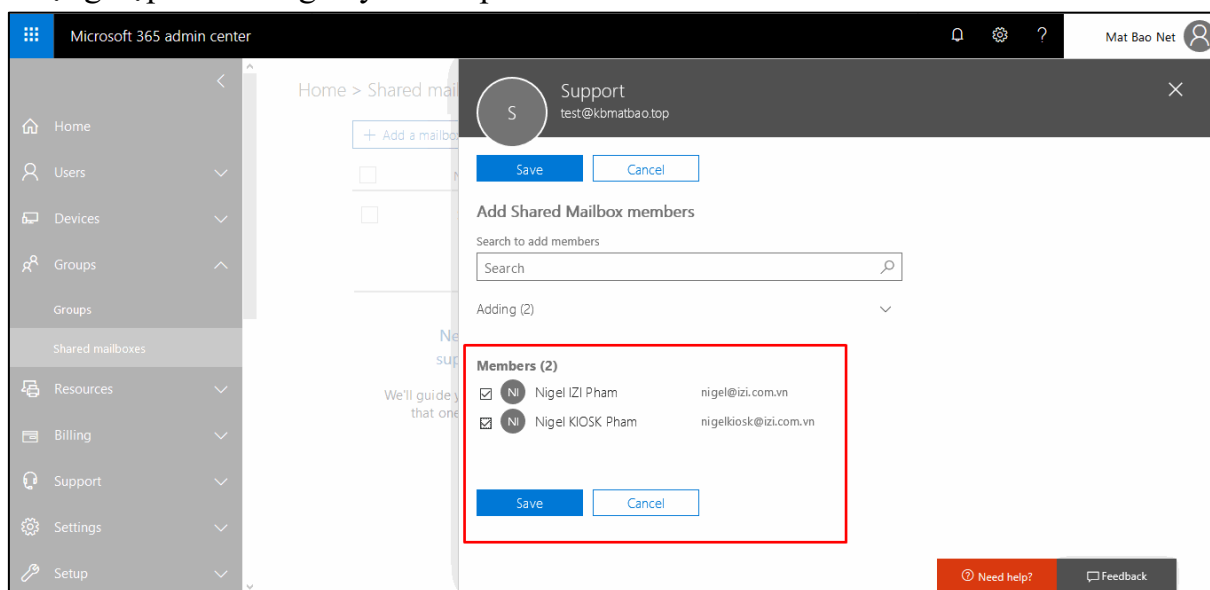 Microsoft 365 admin center
?
Mat Bao Net
Home
Users
Devices
Groups
Groups
Shared mailboxes
Resources
Billing
Support
Settings
Setup
Home > Shared mail
+ Add a mailbo
N
Ne
sup
We'll guide y
that one
S
Support
test@kbmatbao.top
Save
Cancel
Add Shared Mailbox members
Search to add members
Search
Adding (2)
Members (2)
NI Nigel IZI Pham nigel@izi.com.vn
NI Nigel KIOSK Pham nigelkiosk@izi.com.vn
Save
Cancel
? Need help?
Feedback